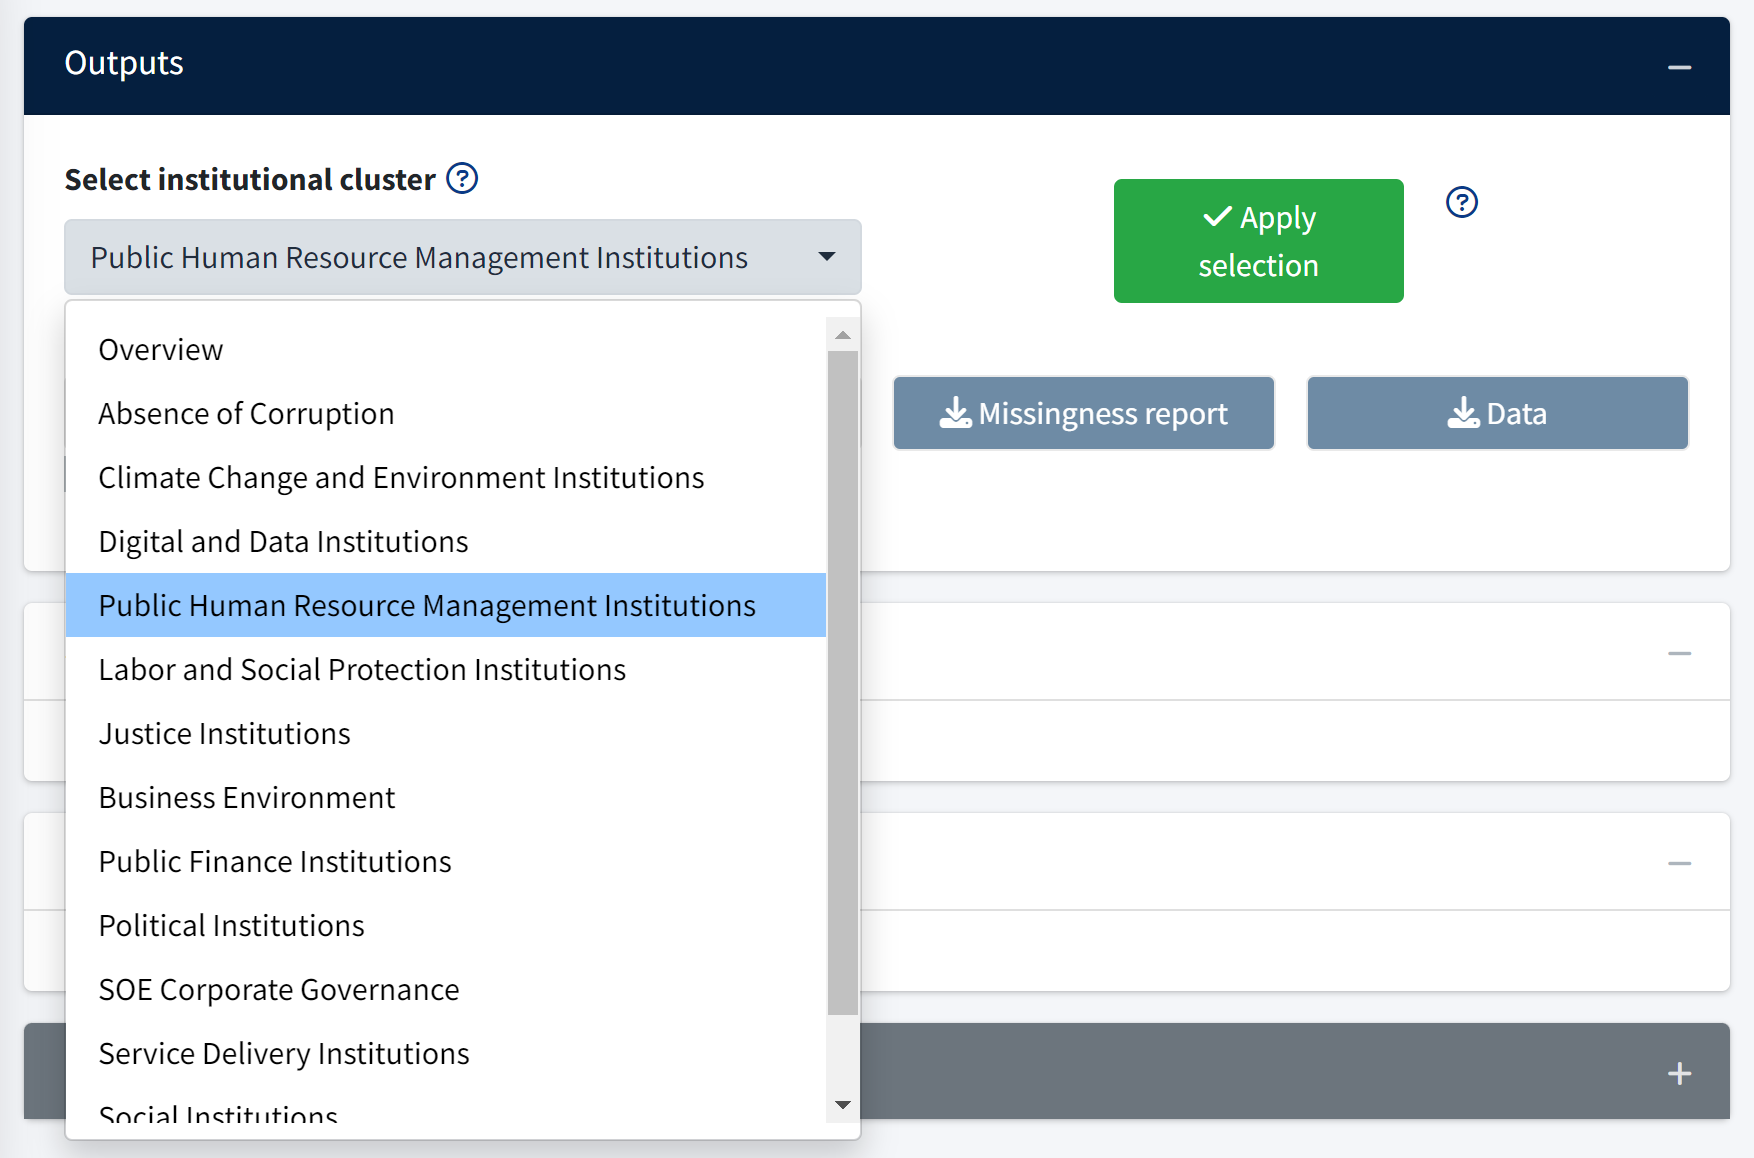 Outputs
Select institutional cluster
Public Human Resource Management Institutions
Apply
selection
Overview
Absence of Corruption
Missingness report
Data
Climate Change and Environment Institutions
Digital and Data Institutions
Public Human Resource Management Institutions
Labor and Social Protection Institutions
Justice Institutions
Business Environment
Public Finance Institutions
Political Institutions
SOE Corporate Governance
Service Delivery Institutions
Social Institutions